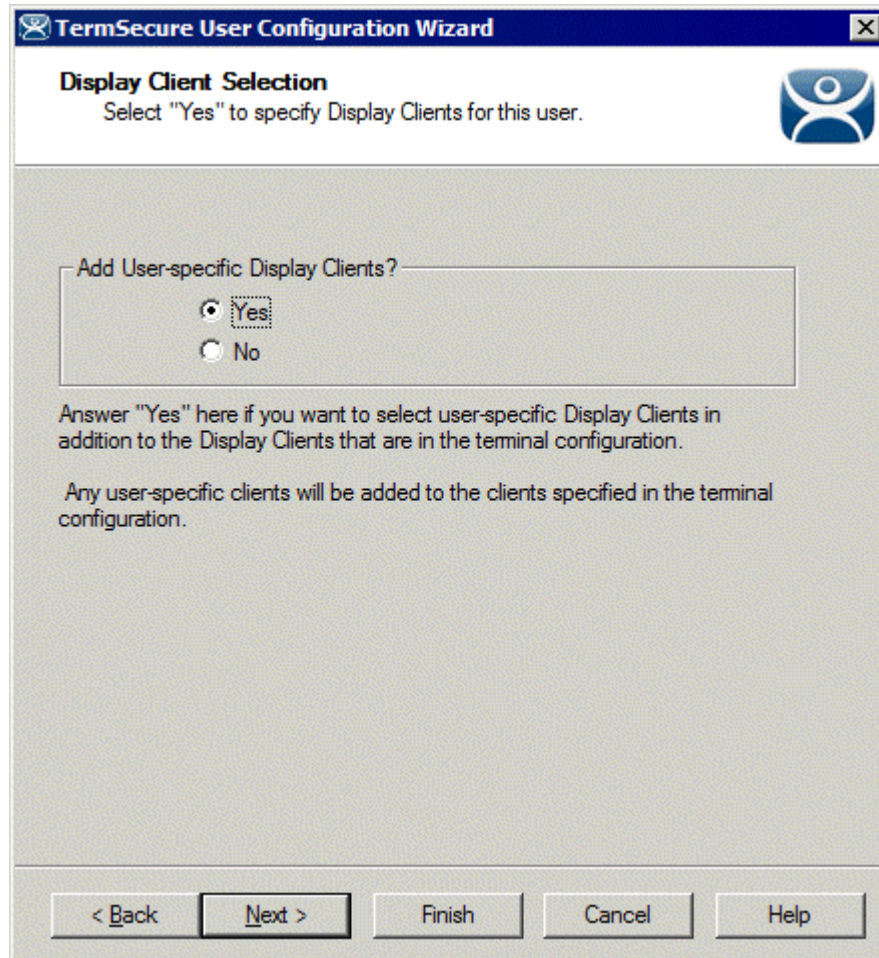 TermSecure User Configuration Wizard
Display Client Selection
Select "Yes" to specify Display Clients for this user.
Add User-specific Display Clients?
Yes
No
Answer "Yes" here if you want to select user-specific Display Clients in
addition to the Display Clients that are in the terminal configuration.
Any user-specific clients will be added to the clients specified in the terminal
configuration.
< Back Next > Finish Cancel Help